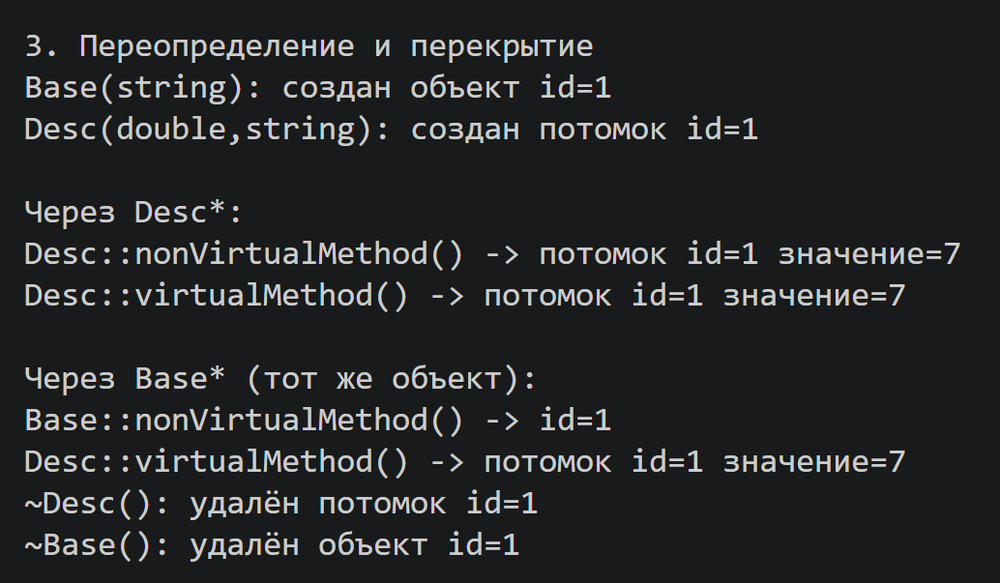 3. Переопределение и перекрытие
Base(string): создан объект id=1
Desc(double,string): создан потомок id=1
Через Desc*:
Desc::nonVirtualMethod() -> потомок id=1 значение=7
Desc::virtualMethod() -> потомок id=1 значение=7
Через Base* (тот же объект):
Base::nonVirtualMethod() -> id=1
Desc::virtualMethod() -> потомок id=1 значение=7
~Desc(): удалён потомок id=1
~Base(): удалён объект id=1